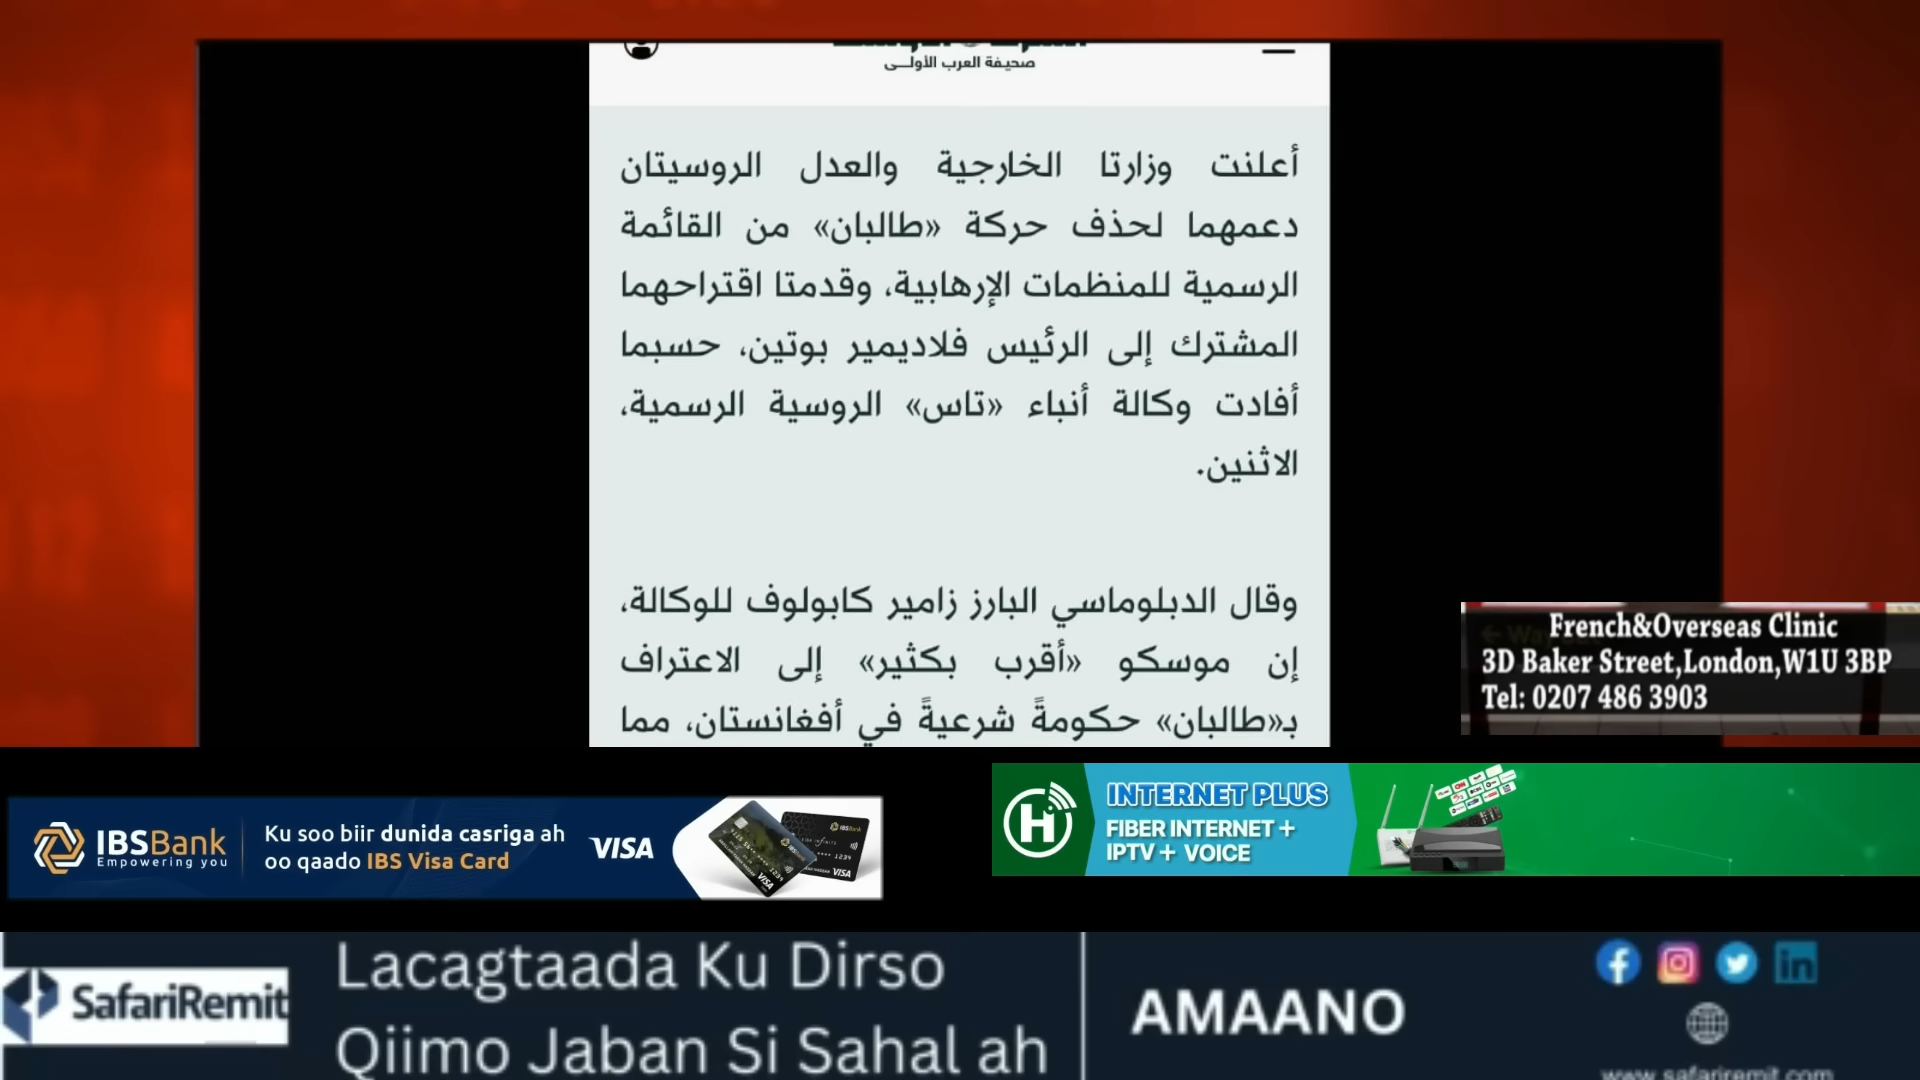 صحيفة العرب الأولى
أعلنت وزارتا الخارجية والعدل الروسيتان
دعمهما لحذف حركة «طالبان» من القائمة
الرسمية للمنظمات الإرهابية، وقدمتا اقتراحهما
المشترك إلى الرئيس فلاديمير بوتين، حسبما
أفادت وكالة أنباء «تاس» الروسية الرسمية،
الاثنين.
وقال الدبلوماسي البارز زامير كابولوف للوكالة،
إن موسكو «أقرب بكثير» إلى الاعتراف
بـ«طالبان» حكومةً شرعيةً في أفغانستان، مما
French&Overseas Clinic
3D Baker Street,London,W1U 3BP
Tel: 0207 486 3903
IBSBank
Empowering you
Ku soo biir dunida casriga ah
oo qaado IBS Visa Card
VISA
INTERNET PLUS
FIBER INTERNET +
IPTV + VOICE
SafariRemit
Lacagtaada Ku Dirso
Qiimo Jaban Si Sahal ah
AMAANO
www.safariremit.com